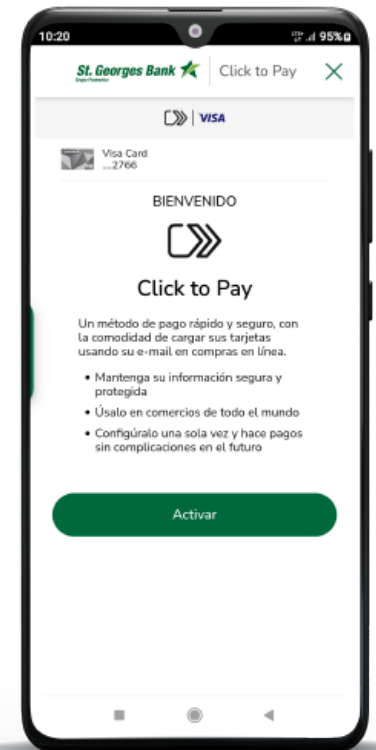 10:20
95%
St. Georges Bank
Grupo Promerica
Click to Pay
VISA
Visa Card
...2766
BIENVENIDO
Click to Pay
Un método de pago rápido y seguro, con
la comodidad de cargar sus tarjetas
usando su e-mail en compras en línea.
• Mantenga su información segura y
protegida
• Úsalo en comercios de todo el mundo
• Configúralo una sola vez y hace pagos
sin complicaciones en el futuro
Activar